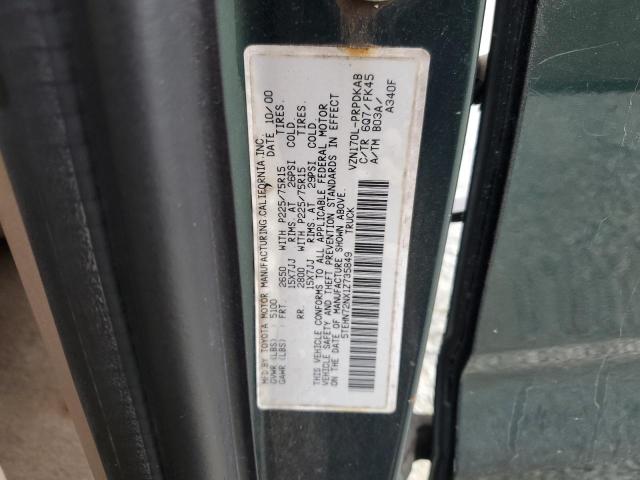 MFD BY TOYOTA MOTOR MANUFACTURING CALIFORNIA,INC. DATE 10/00
GVWR (LBS) 5100
GAWR (LBS) FRT. 2650 WITH P225/75R15 TIRES,
15X7JJ RIMS, AT 26PSI COLD
RR. 2800 WITH P225/75R15 TIRES,
15X7JJ RIMS, AT 29PSI COLD
THIS VEHICLE CONFORMS TO ALL APPLICABLE FEDERAL MOTOR
VEHICLE SAFETY AND THEFT PREVENTION STANDARDS IN EFFECT
ON THE DATE OF MANUFACTURE SHOWN ABOVE.
5TEHN72NX1Z795849 TRUCK
VZN170L-PRPDKAB
C/TR 6Q7/FK45
A/TM B03A/
A340F